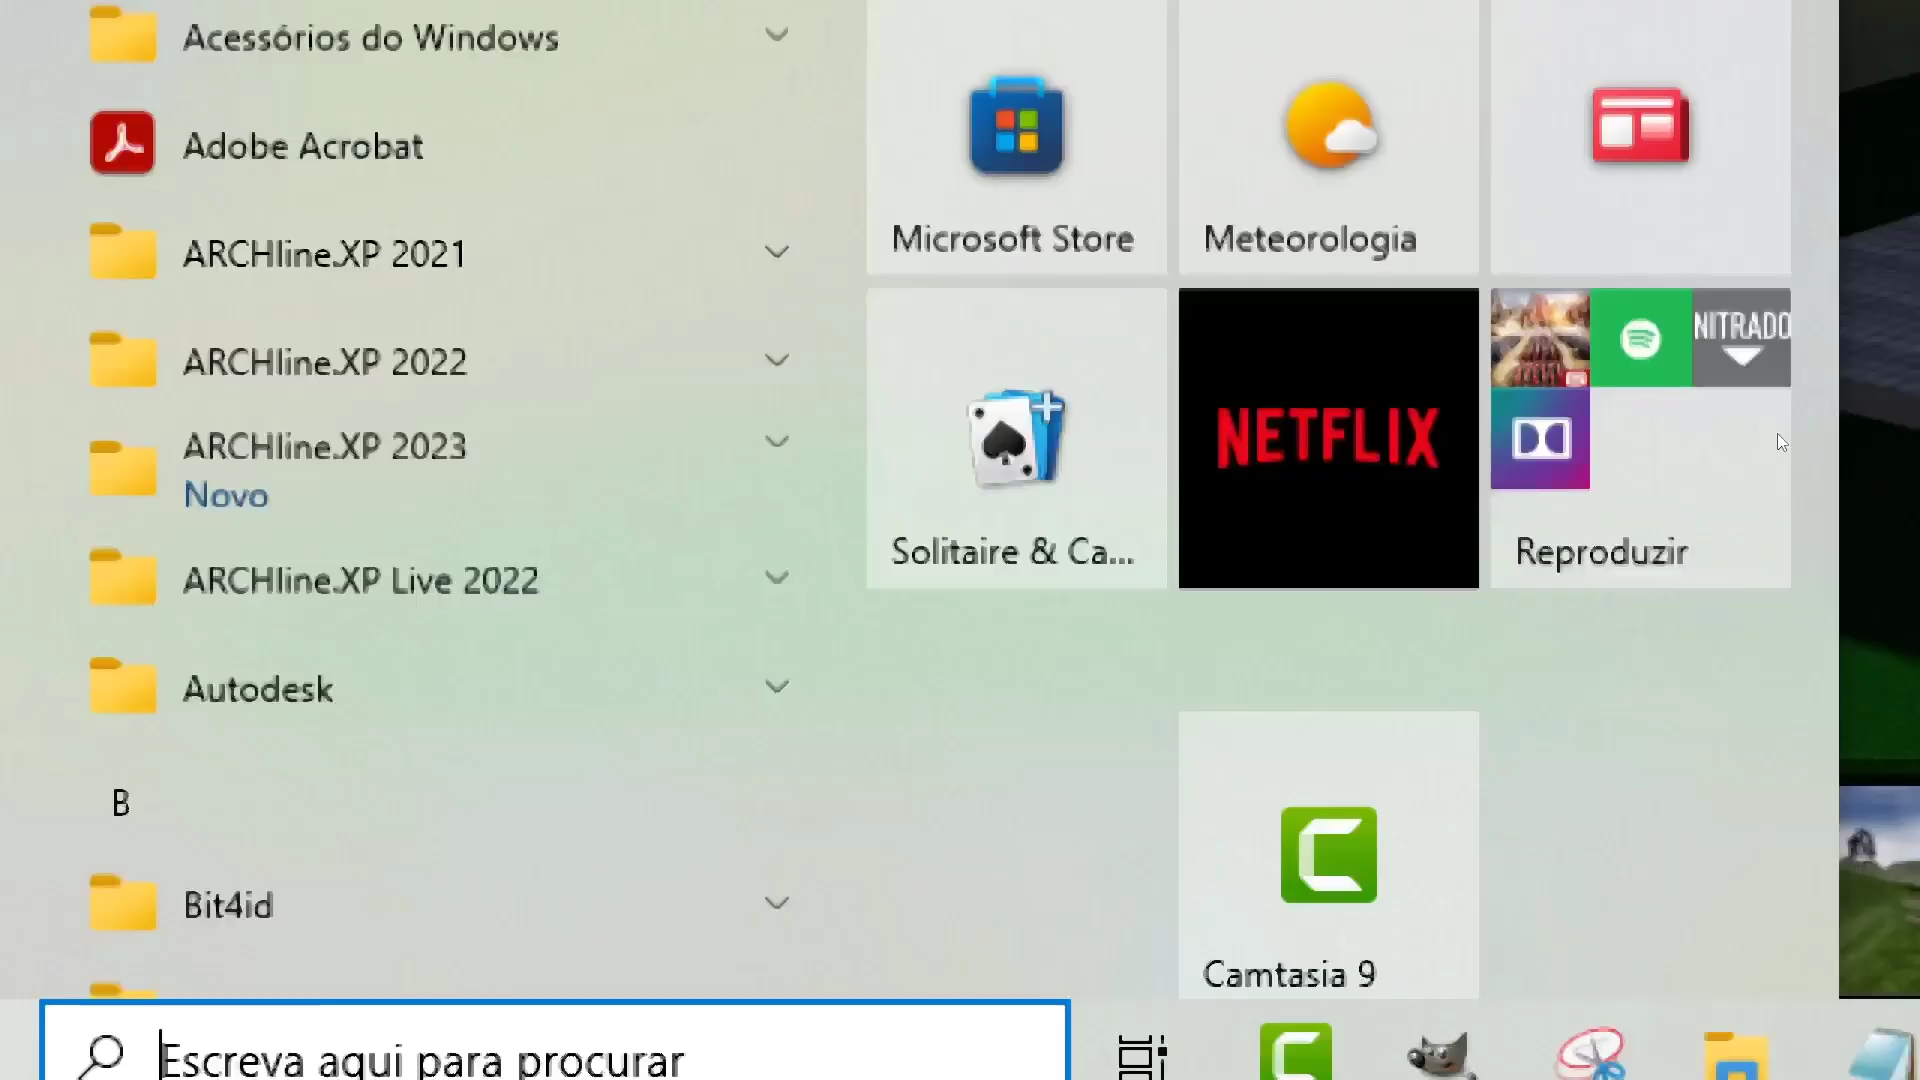 Acessórios do Windows
Adobe Acrobat
ARCHline.XP 2021
ARCHline.XP 2022
ARCHline.XP 2023
Novo
ARCHline.XP Live 2022
Autodesk
B
Bit4id
Microsoft Store
Meteorologia
Solitaire & Ca...
NETFLIX
NITRADO
Reproduzir
Camtasia 9
Escreva aqui para procurar